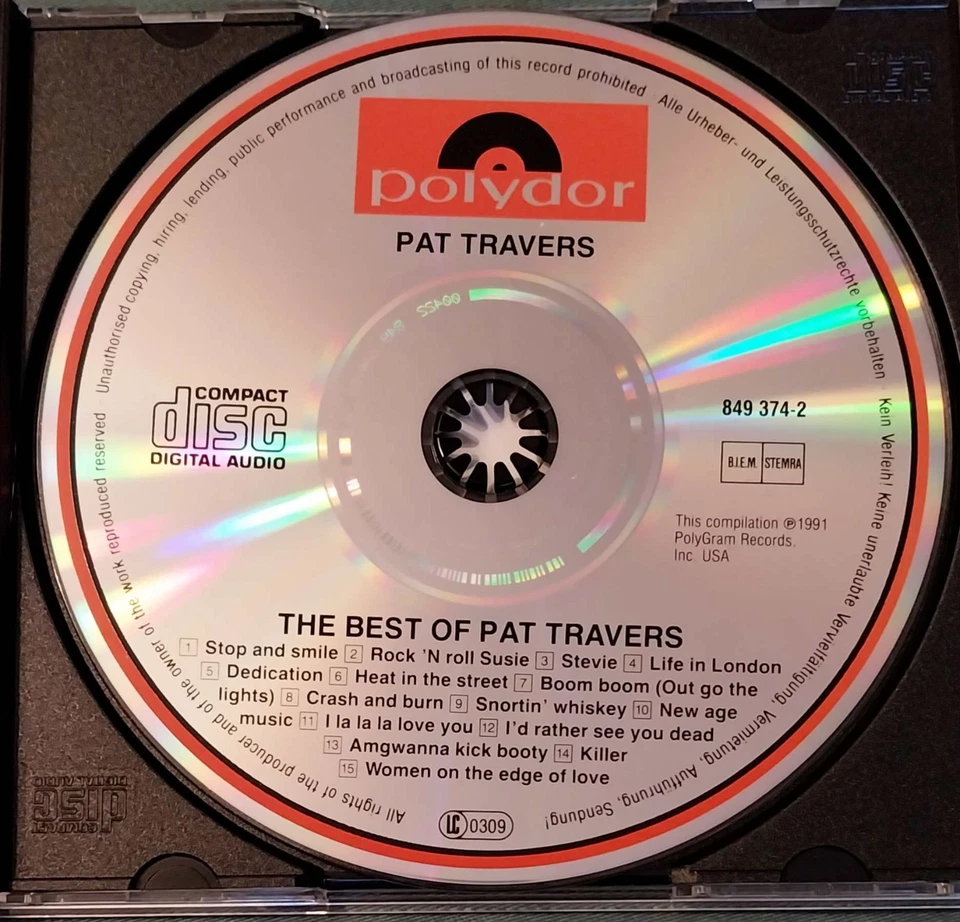 Unauthorised copying, hiring, lending, public performance and broadcasting of this record prohibited
Alle Urheber- und Leistungsschutzrechte vorbehalten · Kein Verleih! Keine unerlaubte Vervielfältigung, Vermietung, Aufführung, Sendung!
All rights of the producer and of the owner of the work reproduced reserved
polydor
PAT TRAVERS
COMPACT
disc
DIGITAL AUDIO
849 374-2
B.I.E.M. STEMRA
This compilation ℗1991
PolyGram Records,
Inc. USA
THE BEST OF PAT TRAVERS
1 Stop and smile 2 Rock 'N roll Susie 3 Stevie 4 Life in London
5 Dedication 6 Heat in the street 7 Boom boom (Out go the
lights) 8 Crash and burn 9 Snortin' whiskey 10 New age
music 11 I la la la love you 12 I'd rather see you dead
13 Amgwanna kick booty 14 Killer
15 Women on the edge of love
LC 0309
00422
disc